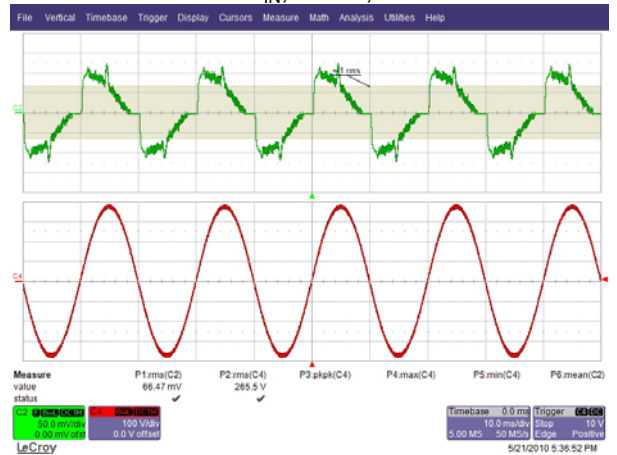 File Vertical Timebase Trigger Display Cursors Measure Math Analysis Utilities Help
C2
C4
Measure P1:rms(C2) P2:rms(C4) P3:pkpk(C4) P4:max(C4) P5:min(C4) P6:mean(C2)
value 66.47 mV 265.5 V
status
C2 F BwL DC1M
50.0 mV/div
0.00 mV ofst
C4 BwL DC1M
100 V/div
0.0 V offset
Timebase 0.0 ms
10.0 ms/div
5.00 MS 50 MS/s
Trigger C4 DC
Stop 10 V
Edge Positive
LeCroy
5/21/2010 5:36:52 PM